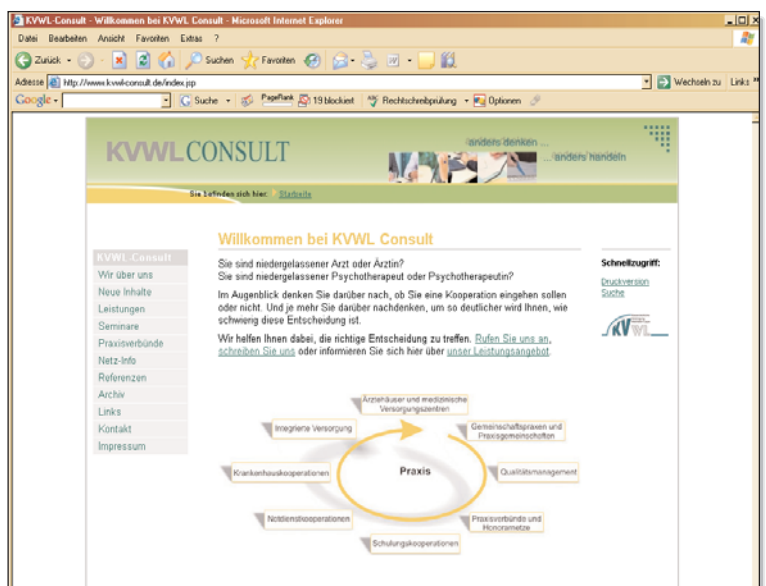 KVWL-Consult - Willkommen bei KVWL Consult - Microsoft Internet Explorer
Datei Bearbeiten Ansicht Favoriten Extras ?
Zurück Suchen Favoriten
Adresse http://www.kvwl-consult.de/index.jsp Wechseln zu Links
Google Suche PageRank 19 blockiert Rechtschreibprüfung Optionen
KVWL CONSULT
anders denken ...
... anders handeln
Sie befinden sich hier: Startseite
KVWL-Consult
Wir über uns
Neue Inhalte
Leistungen
Seminare
Praxisverbünde
Netz-Info
Referenzen
Archiv
Links
Kontakt
Impressum
Willkommen bei KVWL Consult
Sie sind niedergelassener Arzt oder Ärztin?
Sie sind niedergelassener Psychotherapeut oder Psychotherapeutin?
Im Augenblick denken Sie darüber nach, ob Sie eine Kooperation eingehen sollen
oder nicht. Und je mehr Sie darüber nachdenken, um so deutlicher wird Ihnen, wie
schwierig diese Entscheidung ist.
Wir helfen Ihnen dabei, die richtige Entscheidung zu treffen. Rufen Sie uns an,
schreiben Sie uns oder informieren Sie sich hier über unser Leistungsangebot.
Schnellzugriff:
Druckversion
Suche
KVWL
Ärztehäuser und medizinische
Versorgungszentren
Integrierte Versorgung
Gemeinschaftspraxen und
Praxisgemeinschaften
Krankenhauskooperationen
Praxis
Qualitätsmanagement
Notdienstkooperationen
Praxisverbünde und
Honorarnetze
Schulungskooperationen